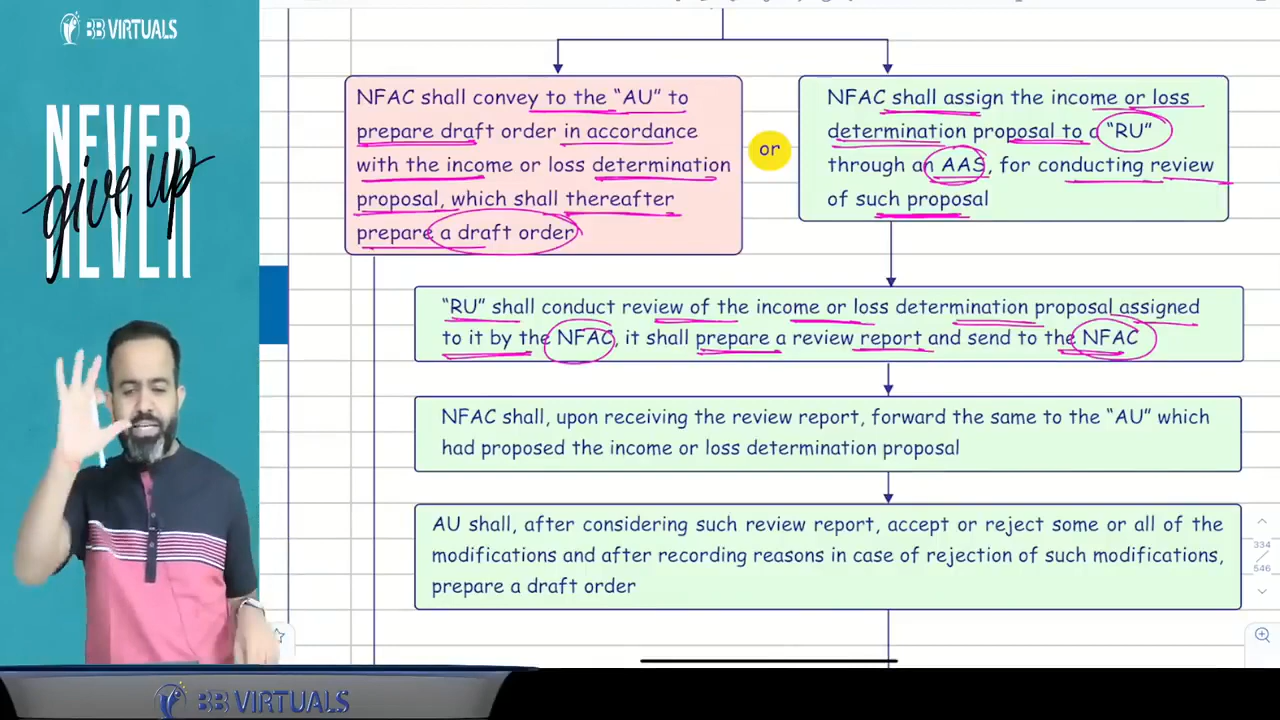 BB VIRTUALS
NEVER
give up
NEVER
NFAC shall convey to the “AU” to
prepare draft order in accordance
with the income or loss determination
proposal, which shall thereafter
prepare a draft order
or
NFAC shall assign the income or loss
determination proposal to a “RU”
through an AAS, for conducting review
of such proposal
“RU” shall conduct review of the income or loss determination proposal assigned
to it by the NFAC, it shall prepare a review report and send to the NFAC
NFAC shall, upon receiving the review report, forward the same to the “AU” which
had proposed the income or loss determination proposal
AU shall, after considering such review report, accept or reject some or all of the
modifications and after recording reasons in case of rejection of such modifications,
prepare a draft order
334
546
BB VIRTUALS